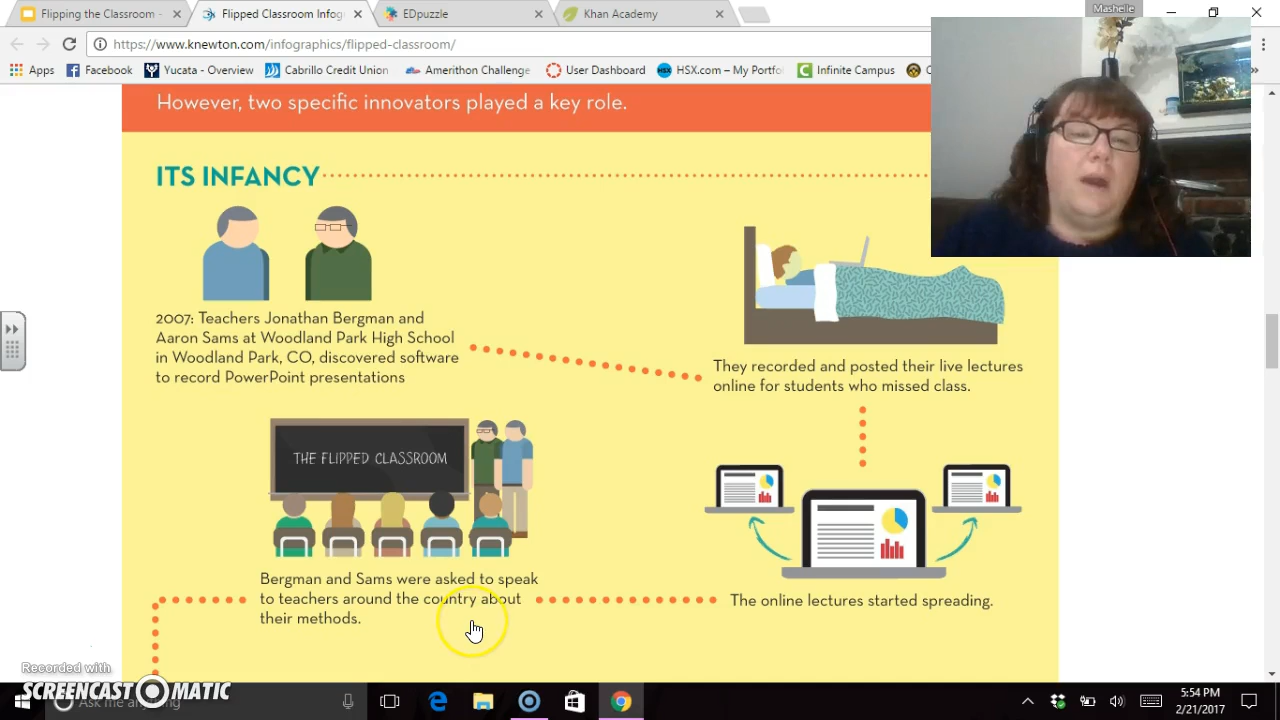 Flipping the Classroom -
Flipped Classroom Infog
EDpuzzle
Khan Academy
Mashelle
https://www.knewton.com/infographics/flipped-classroom/
Apps
Facebook
Yucata - Overview
Cabrillo Credit Union
Amerithon Challenge
User Dashboard
HSX.com – My Portfo
Infinite Campus
However, two specific innovators played a key role.
ITS INFANCY
2007: Teachers Jonathan Bergman and
Aaron Sams at Woodland Park High School
in Woodland Park, CO, discovered software
to record PowerPoint presentations
They recorded and posted their live lectures
online for students who missed class.
THE FLIPPED CLASSROOM
Bergman and Sams were asked to speak
to teachers around the country about
their methods.
The online lectures started spreading.
Recorded with
SCREENCAST MATIC
Ask me anything
5:54 PM
2/21/2017